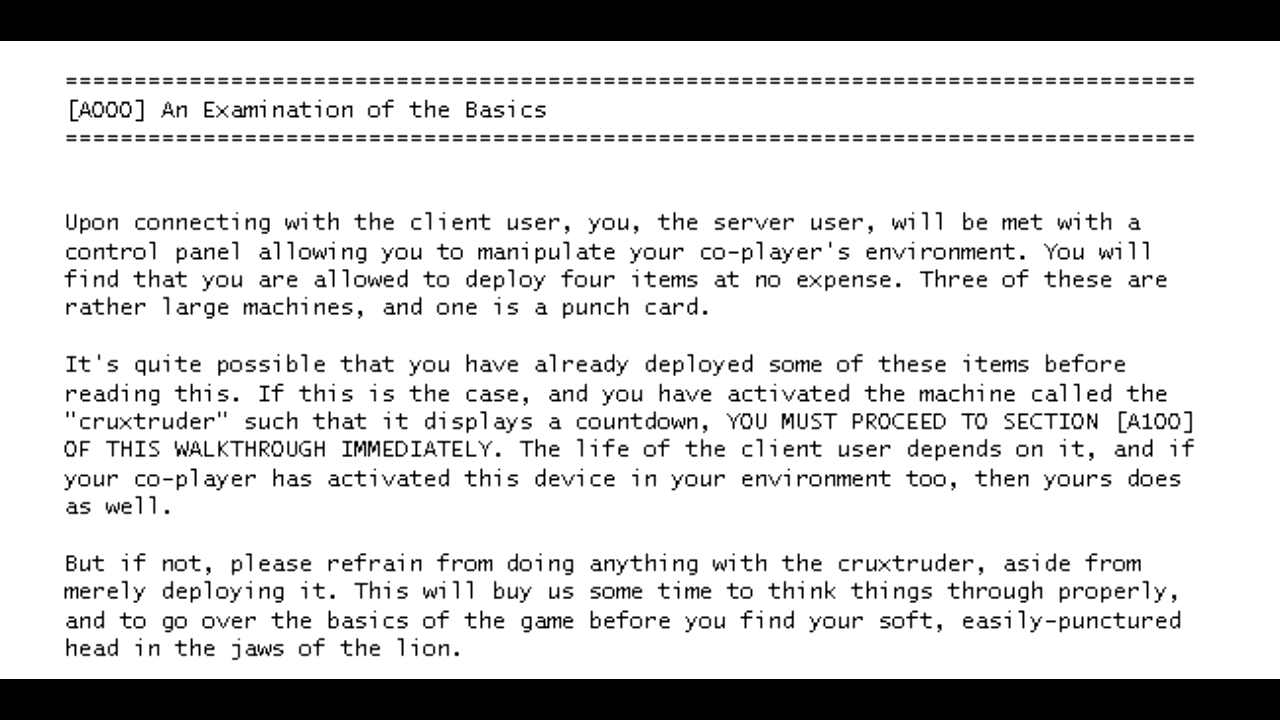 ==================================================================================
[A000] An Examination of the Basics
==================================================================================
Upon connecting with the client user, you, the server user, will be met with a
control panel allowing you to manipulate your co-player's environment. You will
find that you are allowed to deploy four items at no expense. Three of these are
rather large machines, and one is a punch card.
It's quite possible that you have already deployed some of these items before
reading this. If this is the case, and you have activated the machine called the
"cruxtruder" such that it displays a countdown, YOU MUST PROCEED TO SECTION [A100]
OF THIS WALKTHROUGH IMMEDIATELY. The life of the client user depends on it, and if
your co-player has activated this device in your environment too, then yours does
as well.
But if not, please refrain from doing anything with the cruxtruder, aside from
merely deploying it. This will buy us some time to think things through properly,
and to go over the basics of the game before you find your soft, easily-punctured
head in the jaws of the lion.